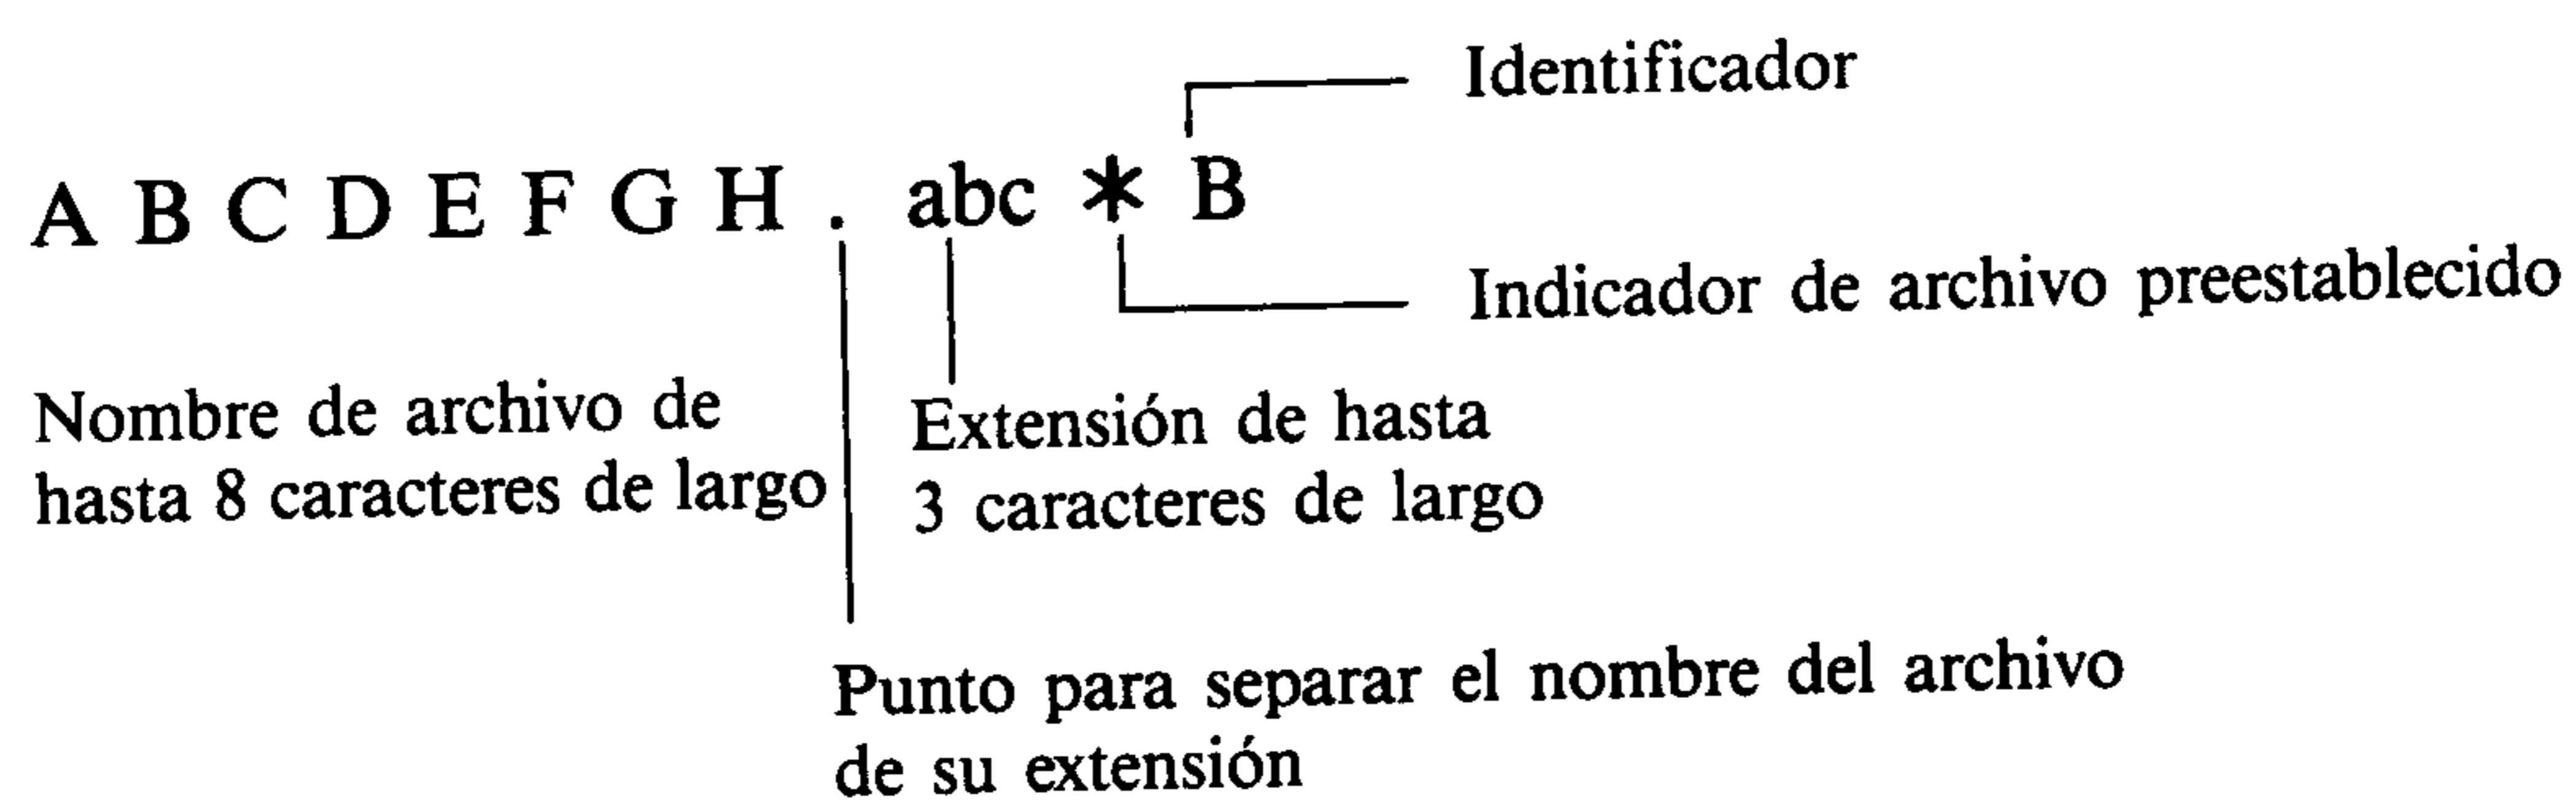 Identificador
A B C D E F G H . abc * B
Indicador de archivo preestablecido
Nombre de archivo de
hasta 8 caracteres de largo
Extensión de hasta
3 caracteres de largo
Punto para separar el nombre del archivo
de su extensión